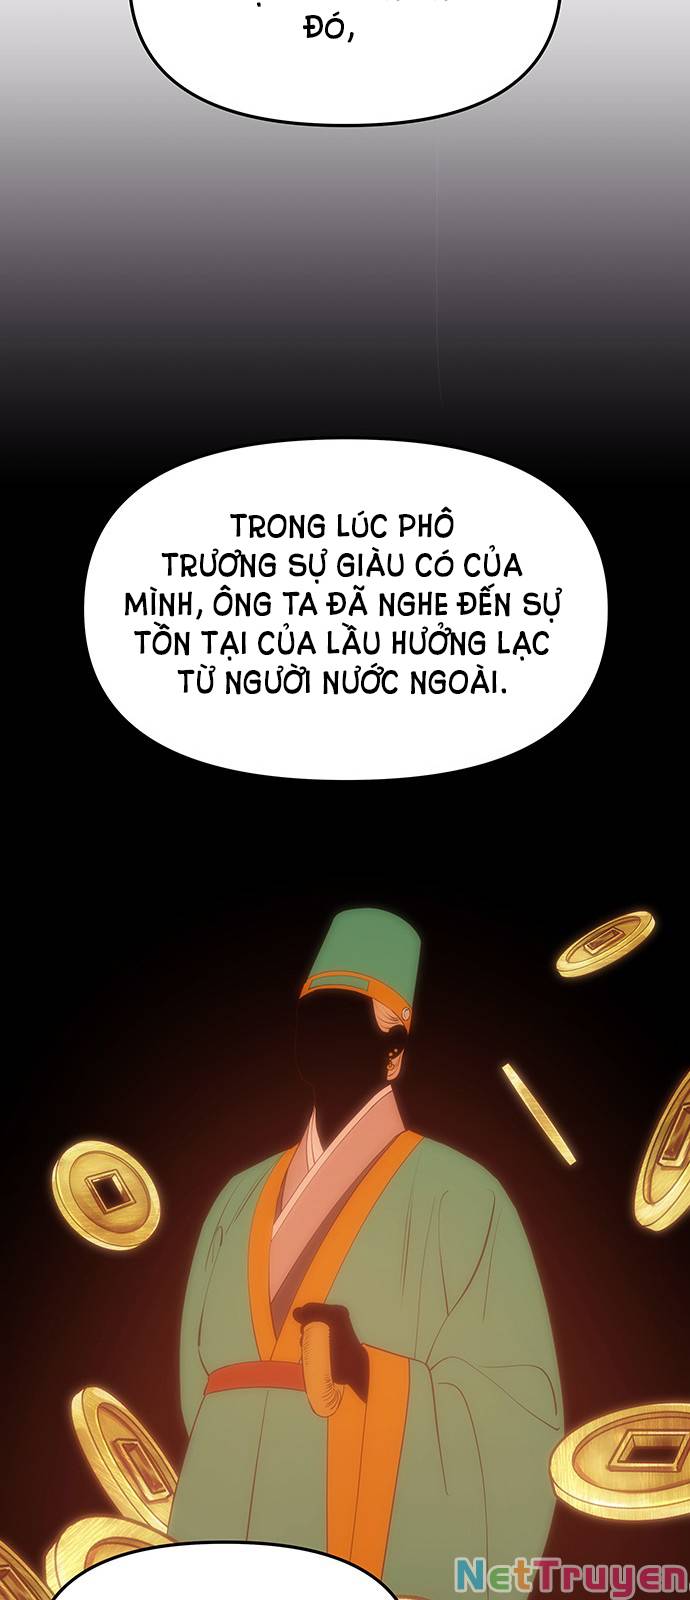 ĐÓ,
TRONG LÚC PHÔ
TRƯƠNG SỰ GIÀU CÓ CỦA
MÌNH, ÔNG TA ĐÃ NGHE ĐẾN SỰ
TỒN TẠI CỦA LẦU HƯỞNG LẠC
TỪ NGƯỜI NƯỚC NGOÀI.
NetTruyen